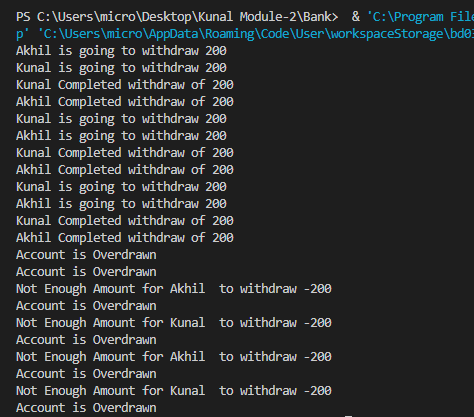 PS C:\Users\micro\Desktop\Kunal Module-2\Bank>  & 'C:\Program File
p' 'C:\Users\micro\AppData\Roaming\Code\User\workspaceStorage\bd03
Akhil is going to withdraw 200
Kunal is going to withdraw 200
Kunal Completed withdraw of 200
Akhil Completed withdraw of 200
Kunal is going to withdraw 200
Akhil is going to withdraw 200
Kunal Completed withdraw of 200
Akhil Completed withdraw of 200
Kunal is going to withdraw 200
Akhil is going to withdraw 200
Kunal Completed withdraw of 200
Akhil Completed withdraw of 200
Account is Overdrawn
Account is Overdrawn
Not Enough Amount for Akhil  to withdraw -200
Account is Overdrawn
Not Enough Amount for Kunal  to withdraw -200
Account is Overdrawn
Not Enough Amount for Akhil  to withdraw -200
Account is Overdrawn
Not Enough Amount for Kunal  to withdraw -200
Account is Overdrawn